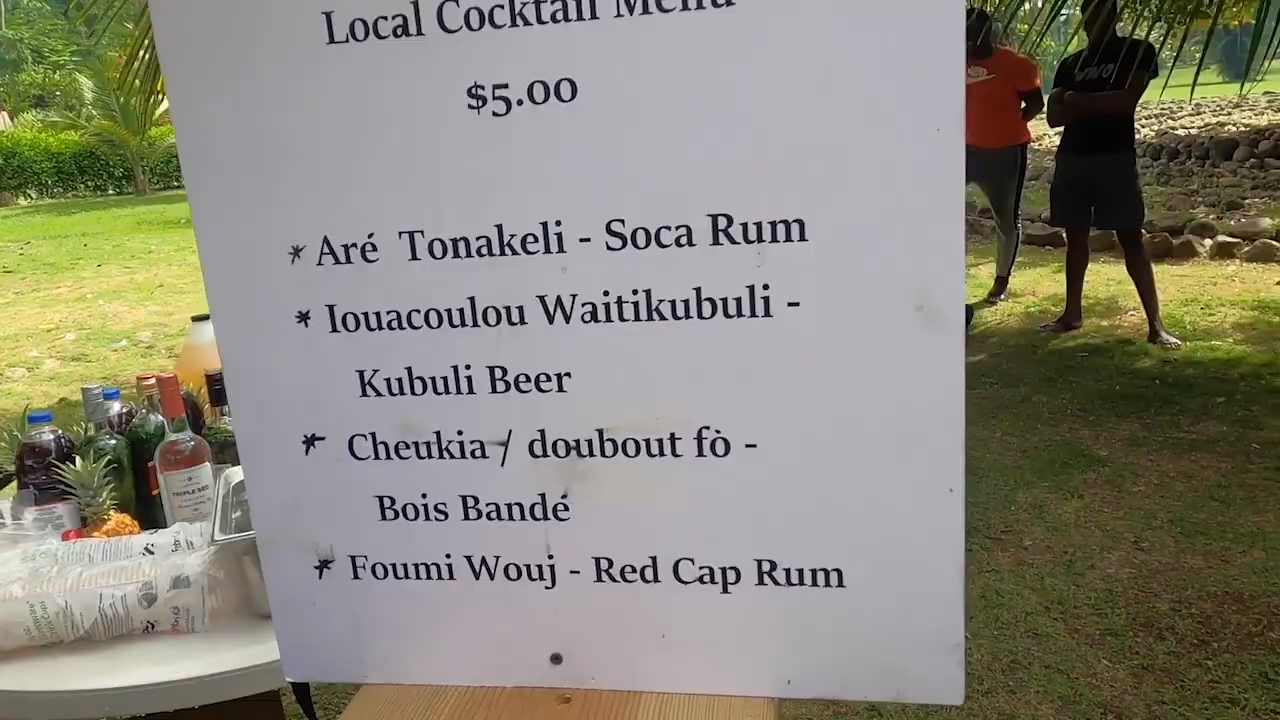 Local Cocktail Menu
$5.00
* Aré Tonakeli - Soca Rum
* Iouacoulou Waitikubuli -
Kubuli Beer
* Cheukia / doubout fò -
Bois Bandé
* Foumi Wouj - Red Cap Rum
TRIPLE SEC